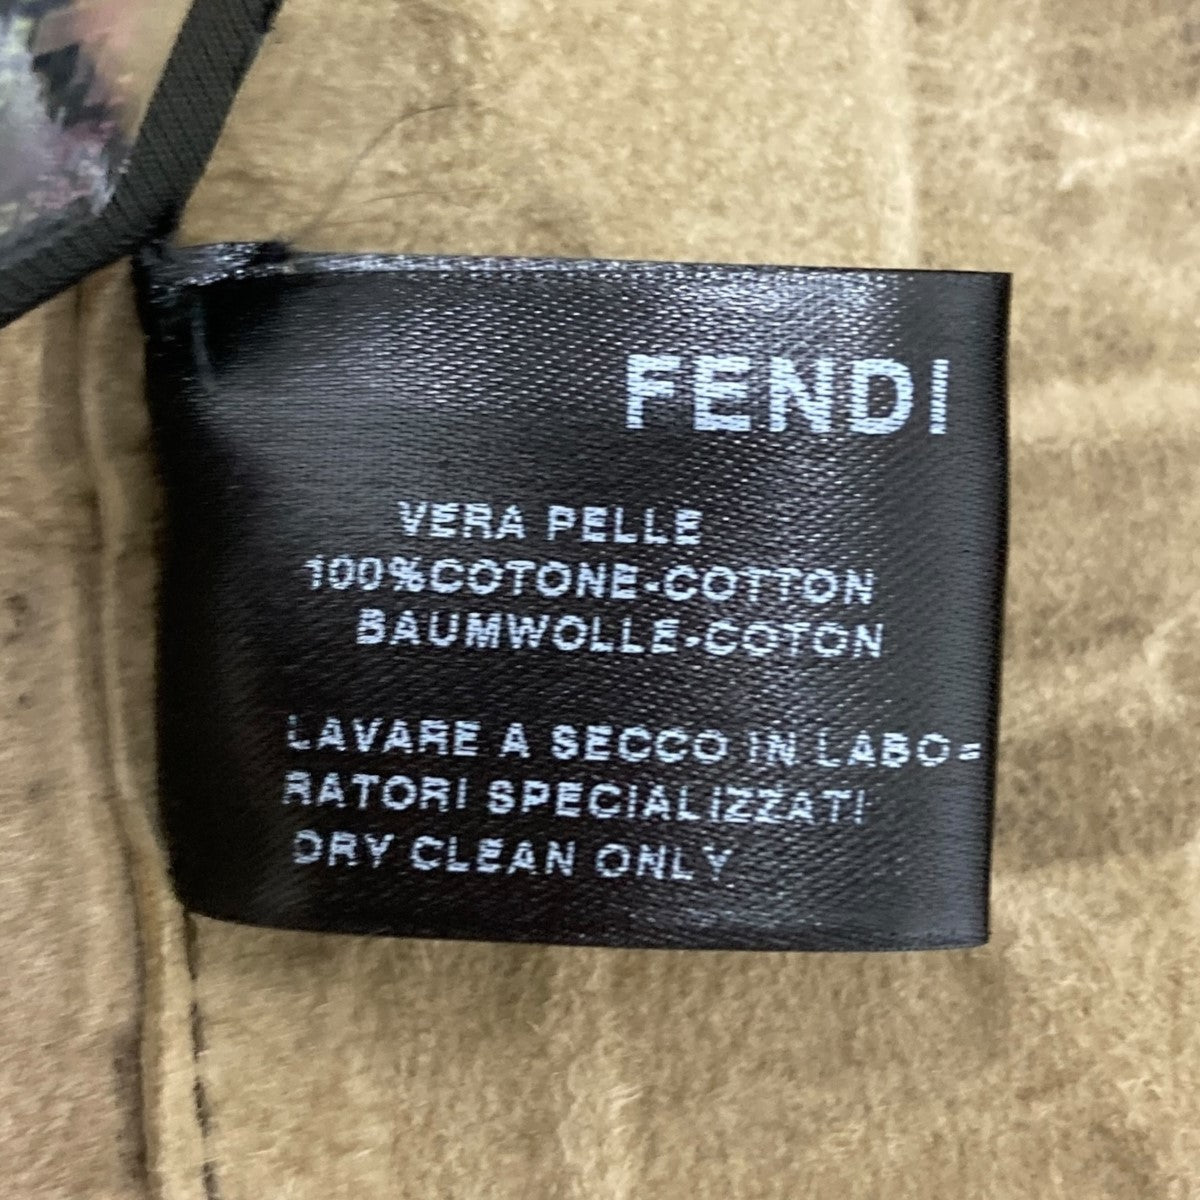 FENDI
VERA PELLE
100%COTONE-COTTON
BAUMWOLLE-COTON
LAVARE A SECCO IN LABO=
RATORI SPECIALIZZATI
DRY CLEAN ONLY